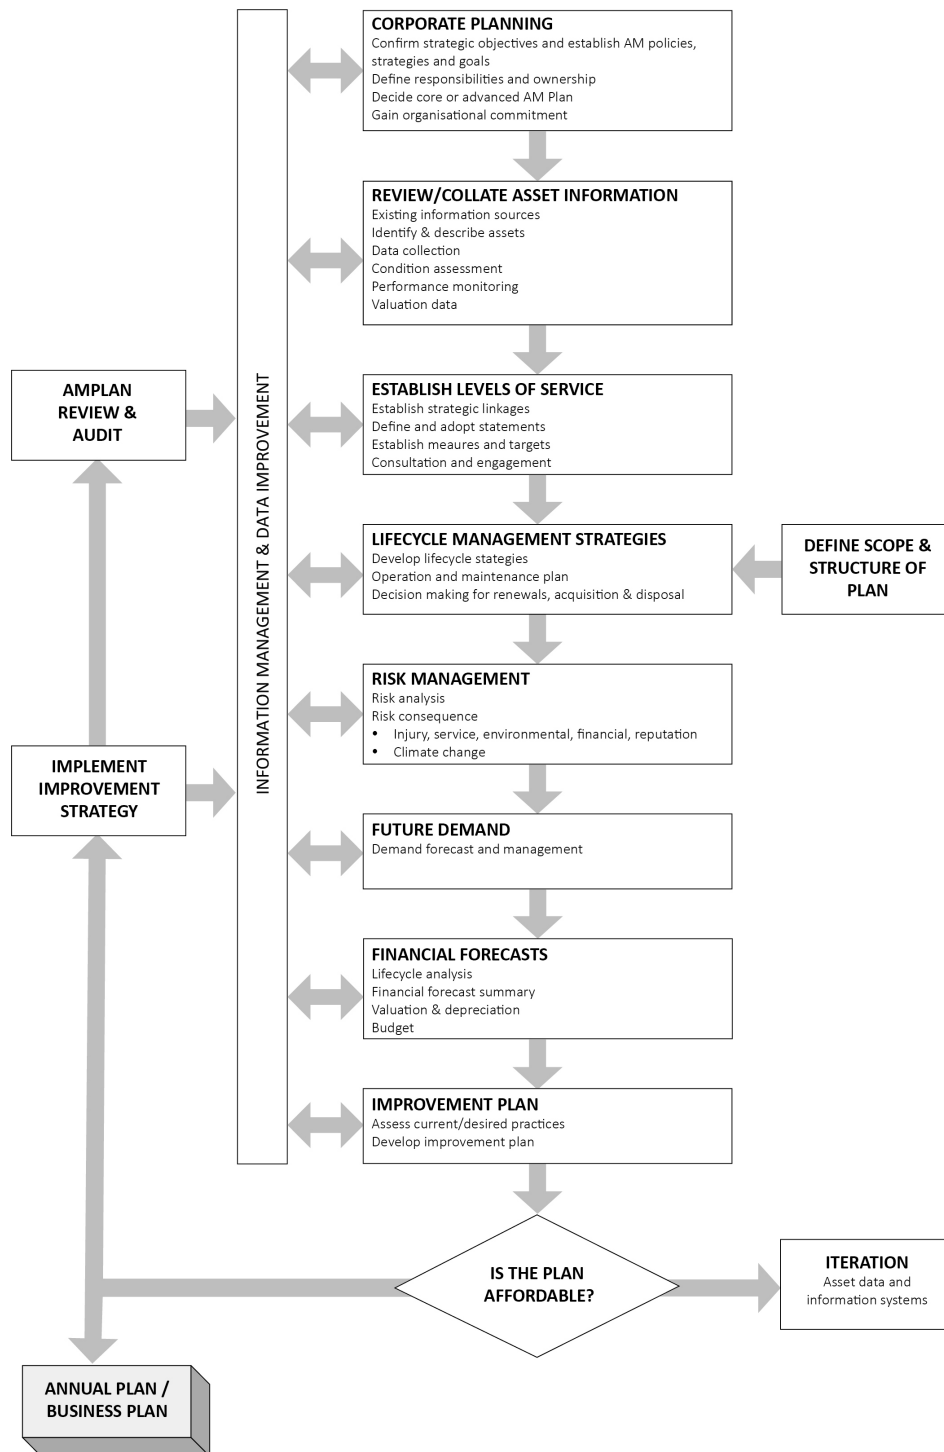 CORPORATE PLANNING
Confirm strategic objectives and establish AM policies,
strategies and goals
Define responsibilities and ownership
Decide core or advanced AM Plan
Gain organisational commitment
REVIEW/COLLATE ASSET INFORMATION
Existing information sources
Identify & describe assets
Data collection
Condition assessment
Performance monitoring
Valuation data
AMPLAN
REVIEW &
AUDIT
INFORMATION MANAGEMENT & DATA IMPROVEMENT
ESTABLISH LEVELS OF SERVICE
Establish strategic linkages
Define and adopt statements
Establish meaures and targets
Consultation and engagement
LIFECYCLE MANAGEMENT STRATEGIES
Develop lifecycle stategies
Operation and maintenance plan
Decision making for renewals, acquisition & disposal
DEFINE SCOPE &
STRUCTURE OF
PLAN
RISK MANAGEMENT
Risk analysis
Risk consequence
• Injury, service, environmental, financial, reputation
• Climate change
IMPLEMENT
IMPROVEMENT
STRATEGY
FUTURE DEMAND
Demand forecast and management
FINANCIAL FORECASTS
Lifecycle analysis
Financial forecast summary
Valuation & depreciation
Budget
IMPROVEMENT PLAN
Assess current/desired practices
Develop improvement plan
IS THE PLAN
AFFORDABLE?
ITERATION
Asset data and
information systems
ANNUAL PLAN /
BUSINESS PLAN